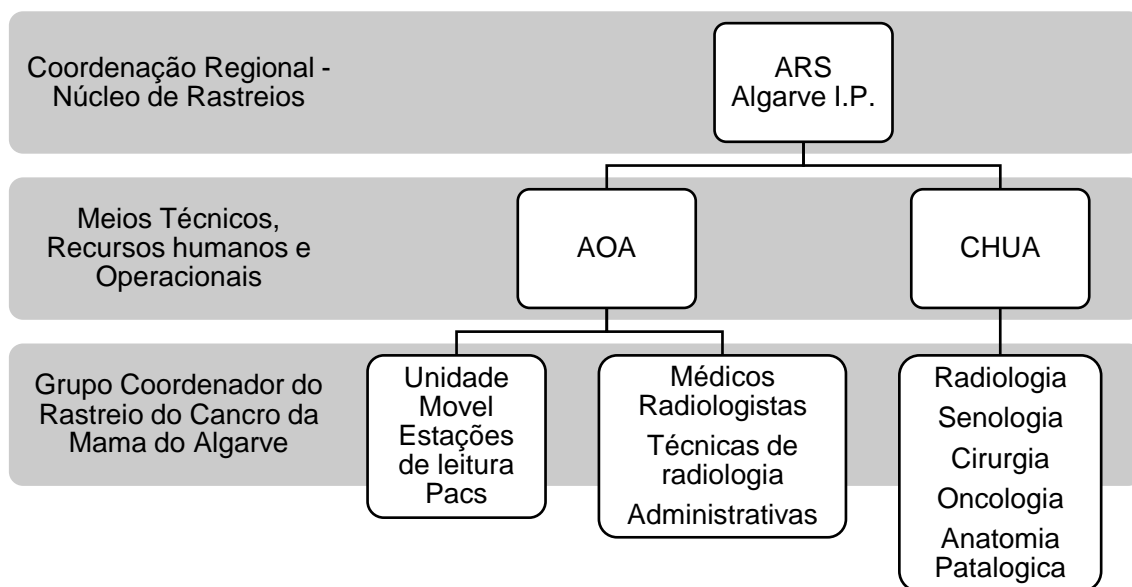 Coordenação Regional -
Núcleo de Rastreios
ARS
Algarve I.P.
Meios Técnicos,
Recursos humanos e
Operacionais
AOA
CHUA
Grupo Coordenador do
Rastreio do Cancro da
Mama do Algarve
Unidade
Movel
Estações
de leitura
Pacs
Médicos
Radiologistas
Técnicas de
radiologia
Administrativas
Radiologia
Senologia
Cirurgia
Oncologia
Anatomia
Patalogica